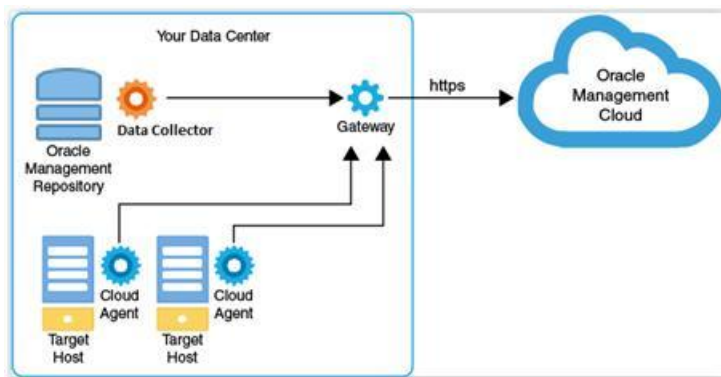 Your Data Center
Oracle
Management
Repository
Data Collector
Gateway
https
Oracle
Management
Cloud
Cloud
Agent
Target
Host
Cloud
Agent
Target
Host